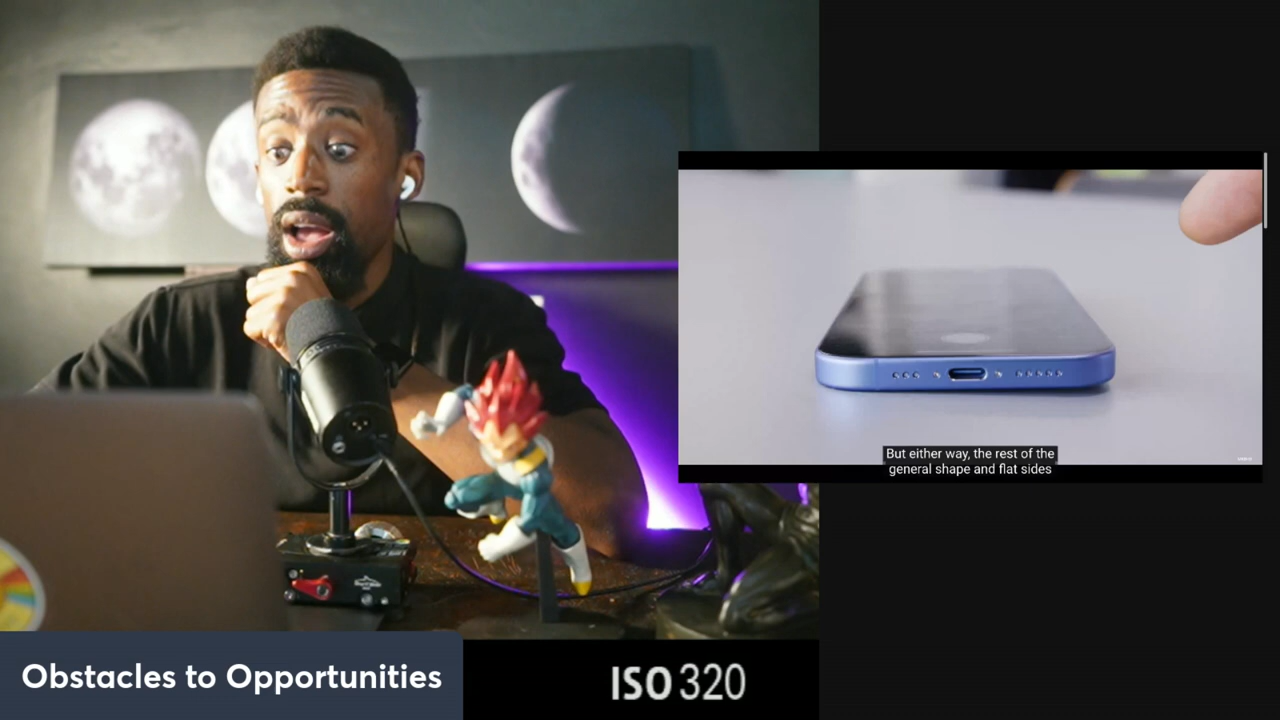 But either way, the rest of the
general shape and flat sides
Obstacles to Opportunities
ISO 320